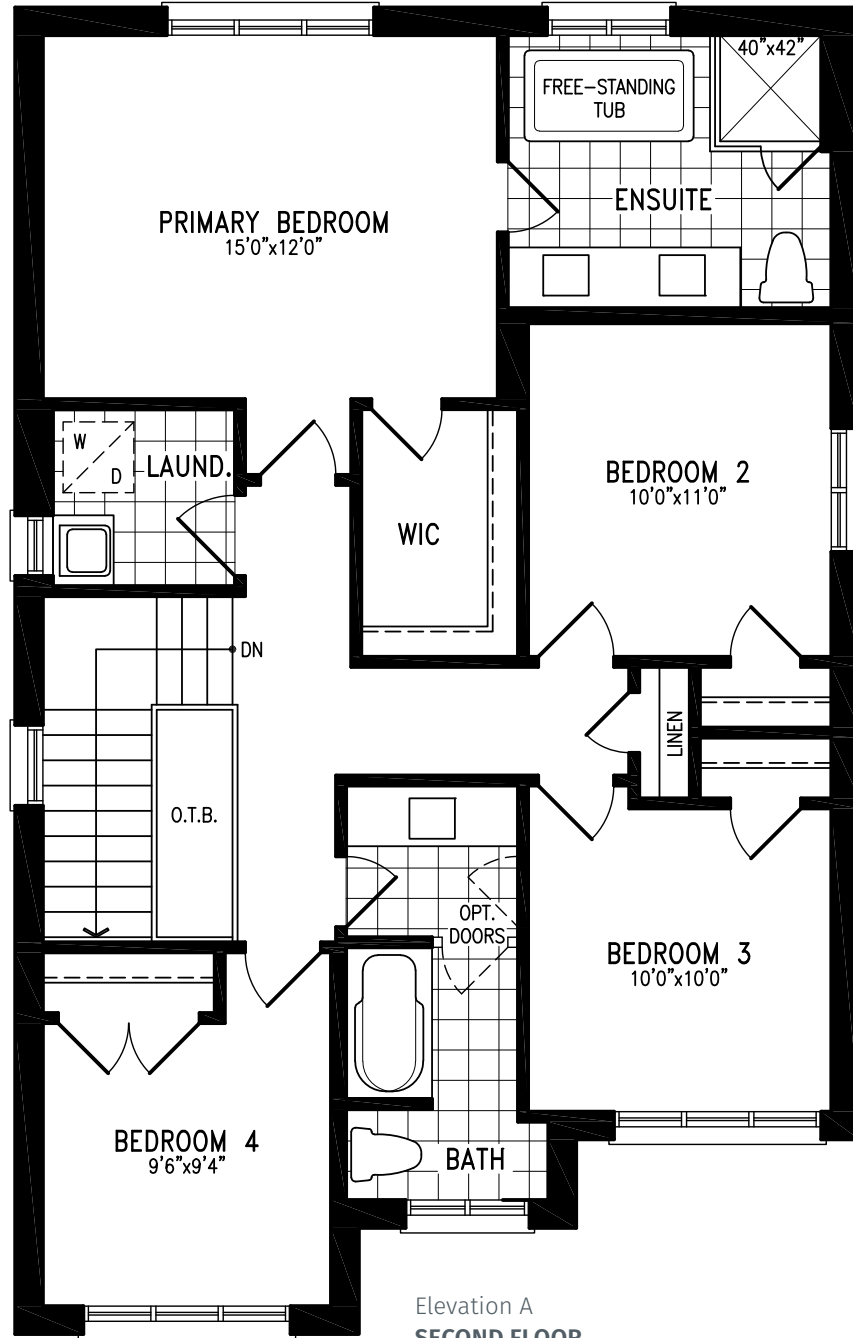 40"x42"
FREE-STANDING
TUB
ENSUITE
PRIMARY BEDROOM
15'0"x12'0"
W
D
LAUND.
WIC
BEDROOM 2
10'0"x11'0"
DN
LINEN
O.T.B.
OPT.
DOORS
BEDROOM 3
10'0"x10'0"
BEDROOM 4
9'6"x9'4"
BATH
Elevation A
SECOND FLOOR